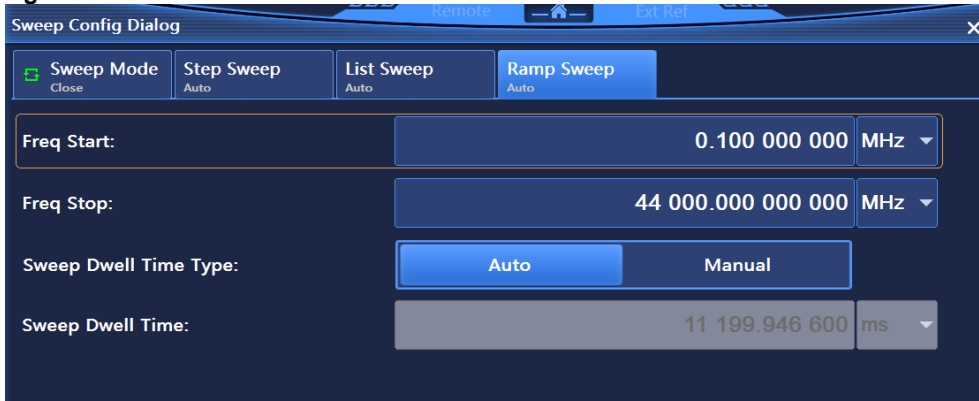 Remote
Ext Ref
Sweep Config Dialog
Sweep Mode
Close
Step Sweep
Auto
List Sweep
Auto
Ramp Sweep
Auto
Freq Start: 0.100 000 000 MHz
Freq Stop: 44 000.000 000 000 MHz
Sweep Dwell Time Type: Auto Manual
Sweep Dwell Time: 11 199.946 600 ms